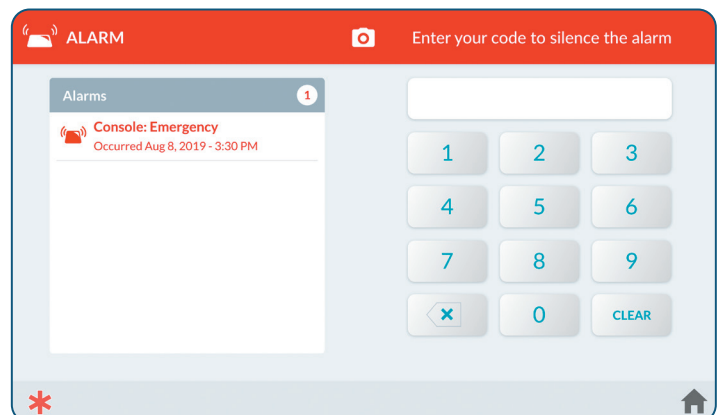 ALARM
Enter your code to silence the alarm
Alarms 1
Console: Emergency
Occurred Aug 8, 2019 - 3:30 PM
1 2 3
4 5 6
7 8 9
0 CLEAR